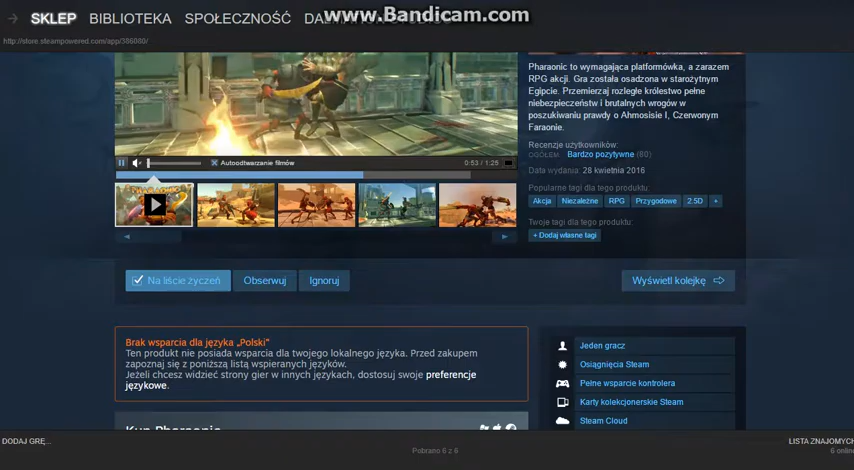 www.Bandicam.com
SKLEP BIBLIOTEKA SPOŁECZNOŚĆ
http://store.steampowered.com/app/386080/
Pharaonic to wymagająca platformówka, a zarazem
RPG akcji. Gra została osadzona w starożytnym
Egipcie. Przemierzaj rozległe królestwo pełne
niebezpieczeństw i brutalnych wrogów w
poszukiwaniu prawdy o Ahmosisie I, Czerwonym
Faraonie.
Recenzje użytkowników:
OGÓŁEM: Bardzo pozytywne (80)
Data wydania: 28 kwietnia 2016
Popularne tagi dla tego produktu:
Akcja Niezależne RPG Przygodowe 2.5D +
Twoje tagi dla tego produktu:
+ Dodaj własne tagi
Autoodtwarzanie filmów 0:53 / 1:25
PHARAONIC
Na liście życzeń Obserwuj Ignoruj Wyświetl kolejkę
Brak wsparcia dla języka „Polski”
Ten produkt nie posiada wsparcia dla twojego lokalnego języka. Przed zakupem
zapoznaj się z poniższą listą wspieranych języków.
Jeżeli chcesz widzieć strony gier w innych językach, dostosuj swoje preferencje
językowe.
Jeden gracz
Osiągnięcia Steam
Pełne wsparcie kontrolera
Karty kolekcjonerskie Steam
Steam Cloud
Kup Pharaonic
DODAJ GRĘ...
Pobrano 8 z 8
LISTA ZNAJOMYCH
6 online